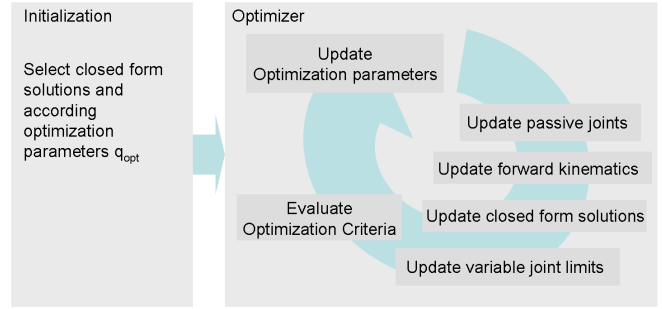 Initialization
Select closed form
solutions and
according
optimization
parameters qopt
Optimizer
Update
Optimization parameters
Update passive joints
Update forward kinematics
Update closed form solutions
Update variable joint limits
Evaluate
Optimization Criteria